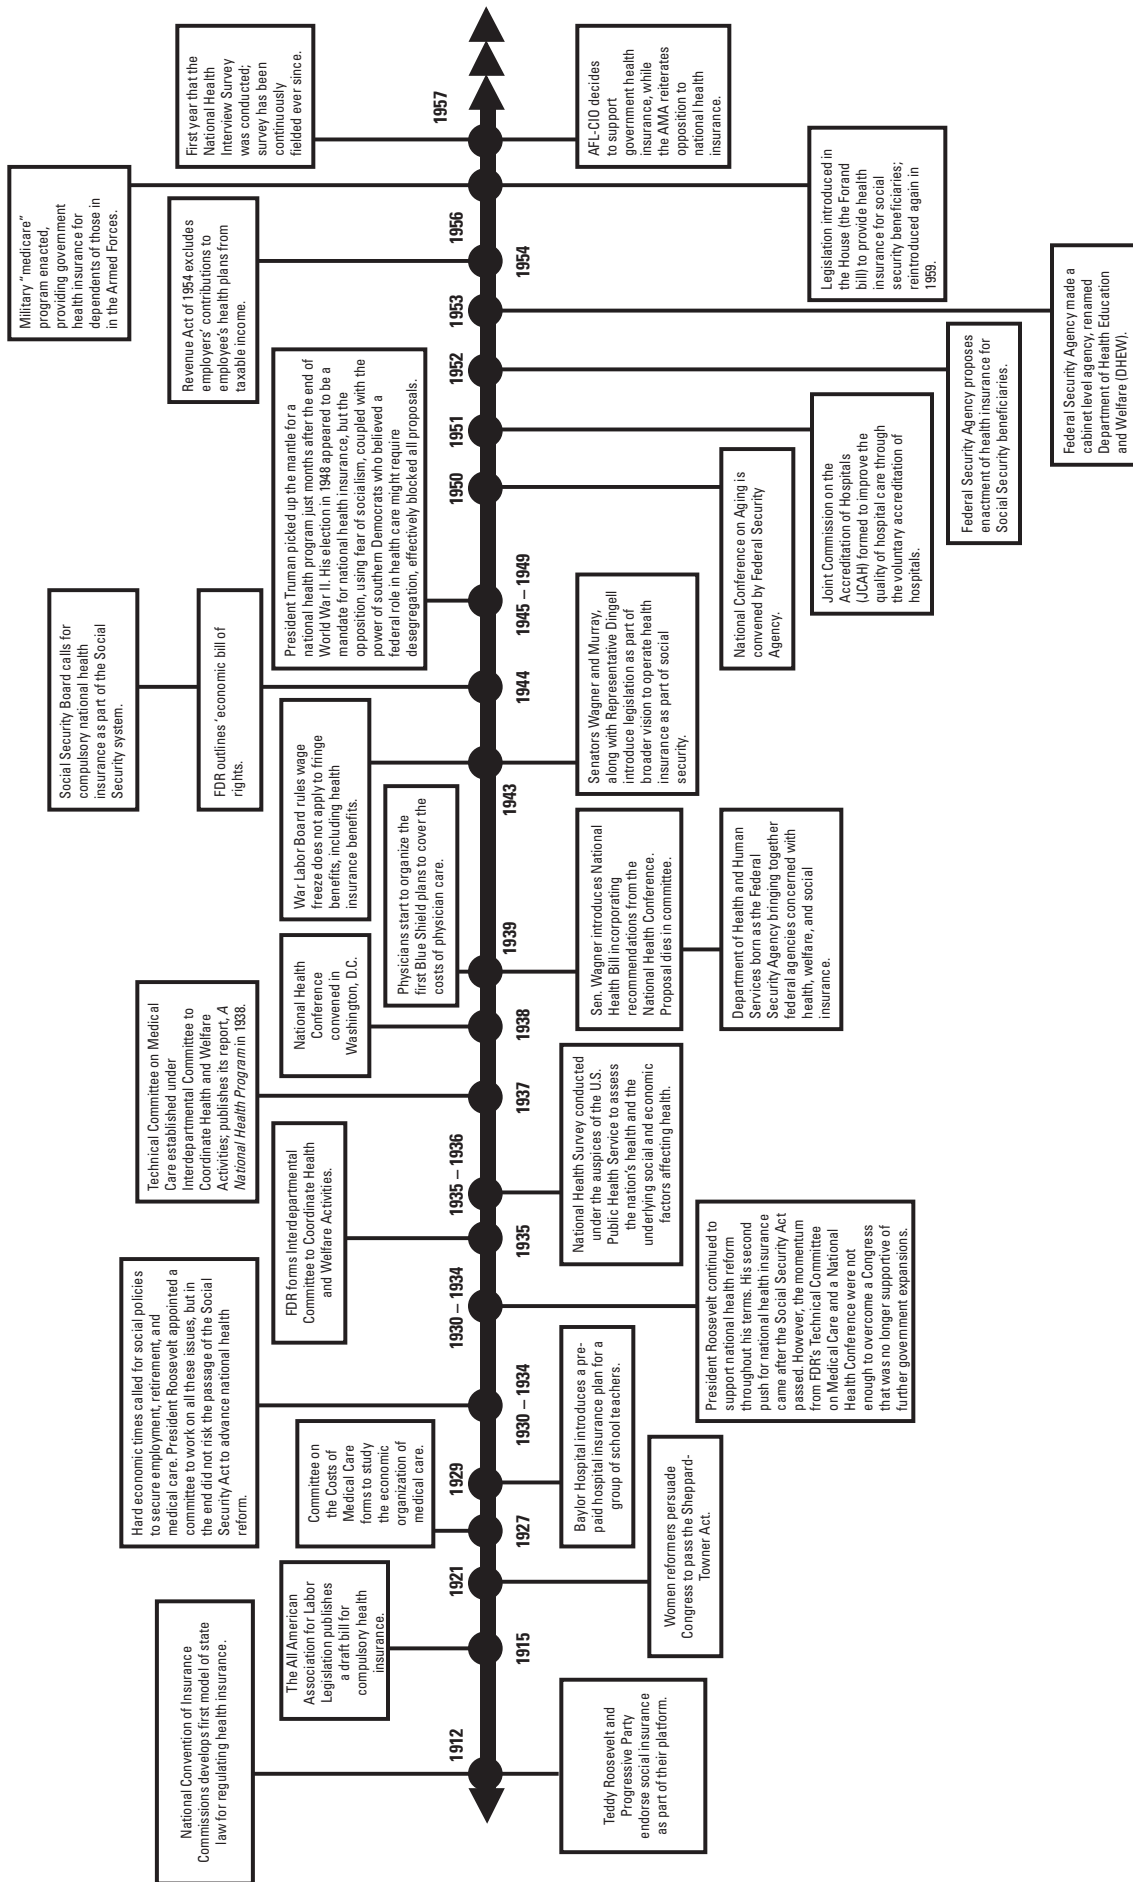 National Convention of Insurance
Commissions develops first model of state
law for regulating health insurance.
1912
Teddy Roosevelt and
Progressive Party
endorse social insurance
as part of their platform.
The All American
Association for Labor
Legislation publishes
a draft bill for
compulsory health
insurance.
1915
1921
Women reformers persuade
Congress to pass the Sheppard-
Towner Act.
Committee on
the Costs of
Medical Care
forms to study
the economic
organization of
medical care.
1927
1929
Baylor Hospital introduces a pre-
paid hospital insurance plan for a
group of school teachers.
Hard economic times called for social policies
to secure employment, retirement, and
medical care. President Roosevelt appointed a
committee to work on all these issues, but in
the end did not risk the passage of the Social
Security Act to advance national health
reform.
1930 – 1934
1930 – 1934
President Roosevelt continued to
support national health reform
throughout his terms. His second
push for national health insurance
came after the Social Security Act
passed. However, the momentum
from FDR's Technical Committee
on Medical Care and a National
Health Conference were not
enough to overcome a Congress
that was no longer supportive of
further government expansions.
FDR forms Interdepartmental
Committee to Coordinate Health
and Welfare Activities.
1935
1935 – 1936
National Health Survey conducted
under the auspices of the U.S.
Public Health Service to assess
the nation's health and the
underlying social and economic
factors affecting health.
Technical Committee on Medical
Care established under
Interdepartmental Committee to
Coordinate Health and Welfare
Activities; publishes its report, A
National Health Program in 1938.
1937
National Health
Conference
convened in
Washington, D.C.
1938
Physicians start to organize the
first Blue Shield plans to cover the
costs of physician care.
1939
Sen. Wagner introduces National
Health Bill incorporating
recommendations from the
National Health Conference.
Proposal dies in committee.
Department of Health and Human
Services born as the Federal
Security Agency bringing together
federal agencies concerned with
health, welfare, and social
insurance.
War Labor Board rules wage
freeze does not apply to fringe
benefits, including health
insurance benefits.
1943
Senators Wagner and Murray,
along with Representative Dingell
introduce legislation as part of
broader vision to operate health
insurance as part of social
security.
Social Security Board calls for
compulsory national health
insurance as part of the Social
Security system.
FDR outlines ‘economic bill of
rights.
1944
President Truman picked up the mantle for a
national health program just months after the end of
World War II. His election in 1948 appeared to be a
mandate for national health insurance, but the
opposition, using fear of socialism, coupled with the
power of southern Democrats who believed a
federal role in health care might require
desegregation, effectively blocked all proposals.
1945 – 1949
1950
National Conference on Aging is
convened by Federal Security
Agency.
1951
Joint Commission on the
Accreditation of Hospitals
(JCAH) formed to improve the
quality of hospital care through
the voluntary accreditation of
hospitals.
1952
Federal Security Agency proposes
enactment of health insurance for
Social Security beneficiaries.
1953
Federal Security Agency made a
cabinet level agency, renamed
Department of Health Education
and Welfare (DHEW).
Revenue Act of 1954 excludes
employers' contributions to
employee's health plans from
taxable income.
1954
Military “medicare”
program enacted,
providing government
health insurance for
dependents of those in
the Armed Forces.
1956
Legislation introduced in
the House (the Forand
bill) to provide health
insurance for social
security beneficiaries;
reintroduced again in
1959.
First year that the
National Health
Interview Survey
was conducted;
survey has been
continuously
fielded ever since.
1957
AFL-CIO decides
to support
government health
insurance, while
the AMA reiterates
opposition to
national health
insurance.